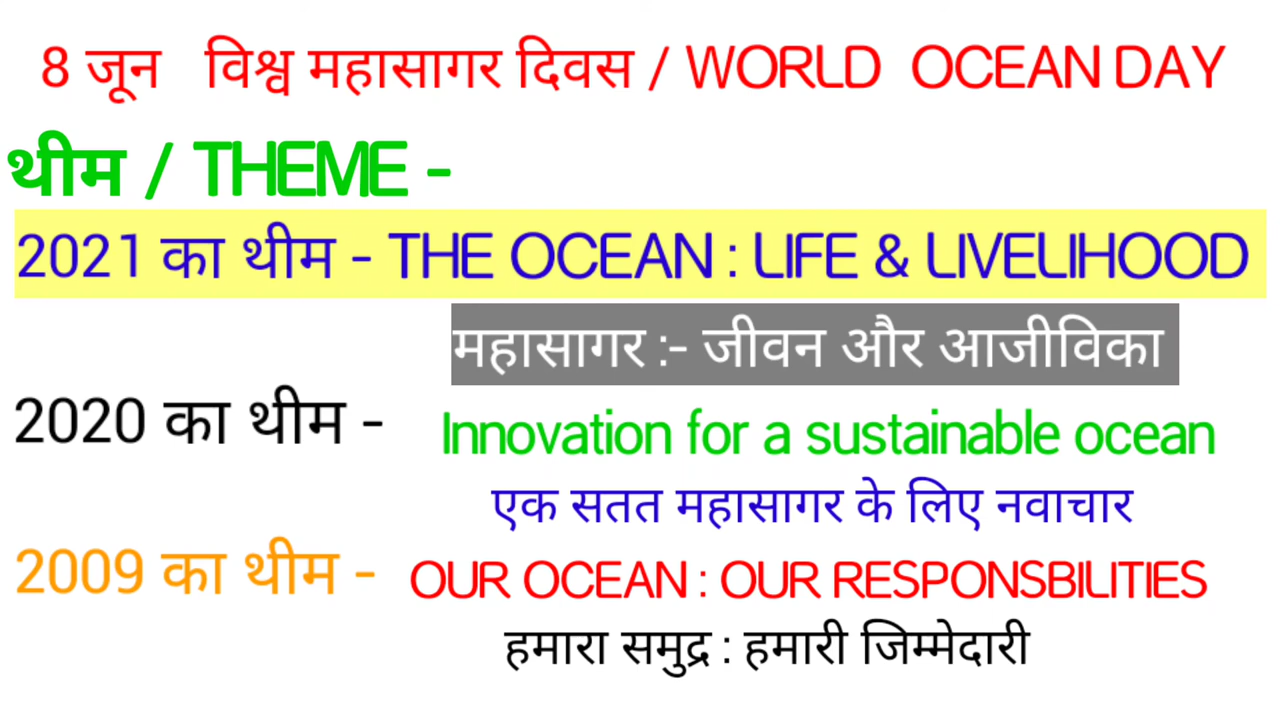 8 जून विश्व महासागर दिवस / WORLD OCEAN DAY
थीम / THEME -
2021 का थीम - THE OCEAN : LIFE & LIVELIHOOD
महासागर :- जीवन और आजीविका
2020 का थीम - Innovation for a sustainable ocean
एक सतत महासागर के लिए नवाचार
2009 का थीम - OUR OCEAN : OUR RESPONSBILITIES
हमारा समुद्र : हमारी जिम्मेदारी